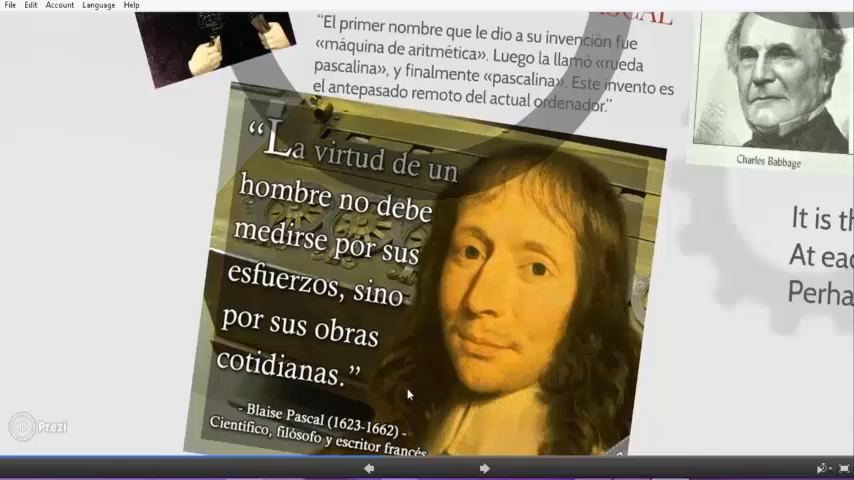 File Edit Account Language Help
“El primer nombre que le dio a su invención fue
«máquina de aritmética». Luego la llamó «rueda
pascalina», y finalmente «pascalina». Este invento es
el antepasado remoto del actual ordenador.”
Charles Babbage
“La virtud de un
hombre no debe
medirse por sus
esfuerzos, sino
por sus obras
cotidianas.”
- Blaise Pascal (1623-1662) -
Científico, filósofo y escritor francés
It is
At
Prezi